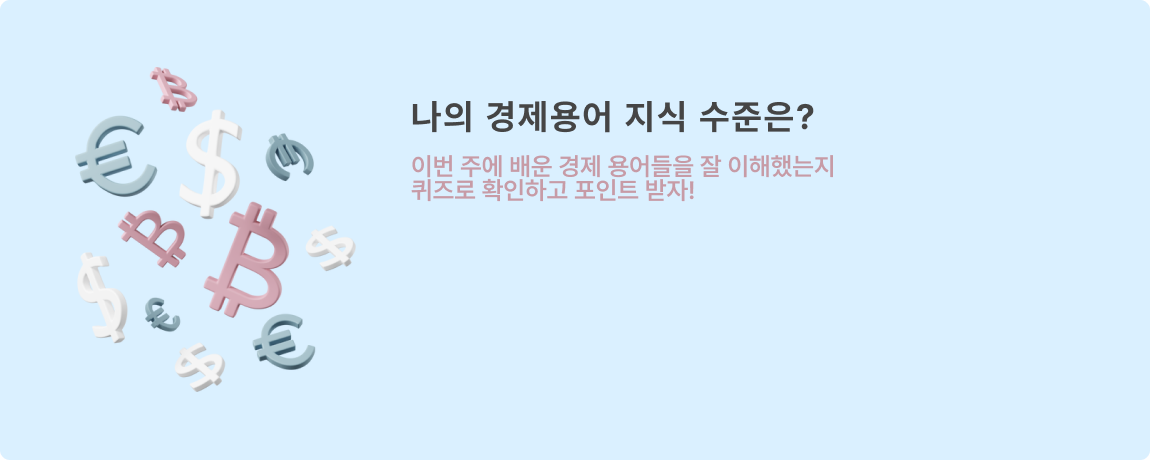 나의 경제용어 지식 수준은?
이번 주에 배운 경제 용어들을 잘 이해했는지
퀴즈로 확인하고 포인트 받자!